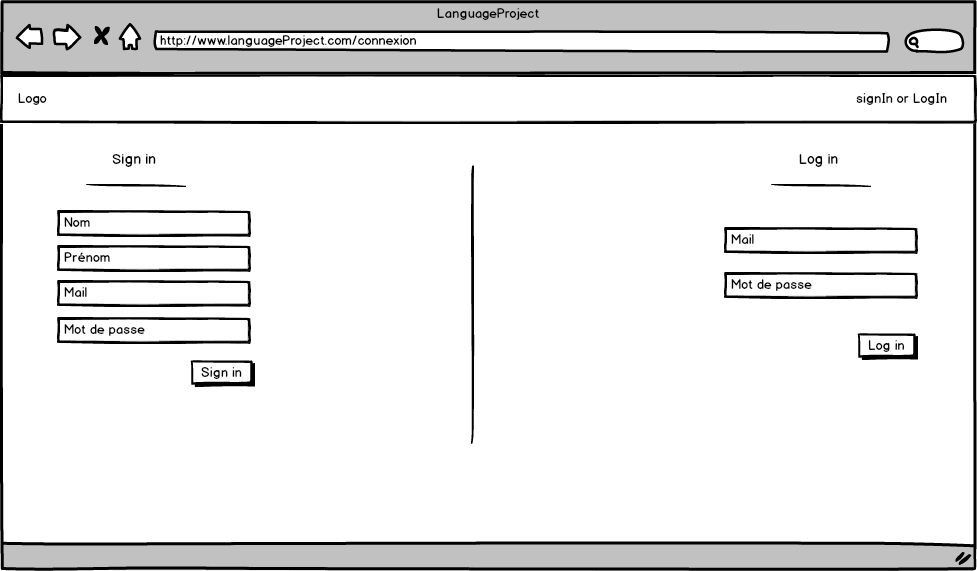 LanguageProject
http://www.languageProject.com/connexion
Logo
signIn or LogIn
Sign in
Nom
Prénom
Mail
Mot de passe
Sign in
Log in
Mail
Mot de passe
Log in